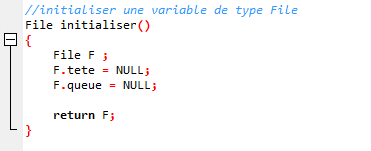 //initialiser une variable de type File
File initialiser()
{
    File F ;
    F.tete = NULL;
    F.queue = NULL;

    return F;
}